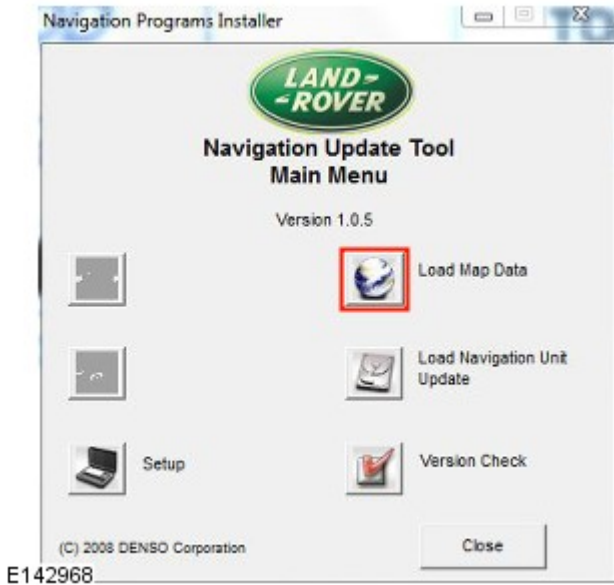 Navigation Programs Installer
LAND-
-ROVER
Navigation Update Tool
Main Menu
Version 1.0.5
Load Map Data
Load Navigation Unit
Update
Setup
Version Check
(C) 2008 DENSO Corporation
Close
E142968